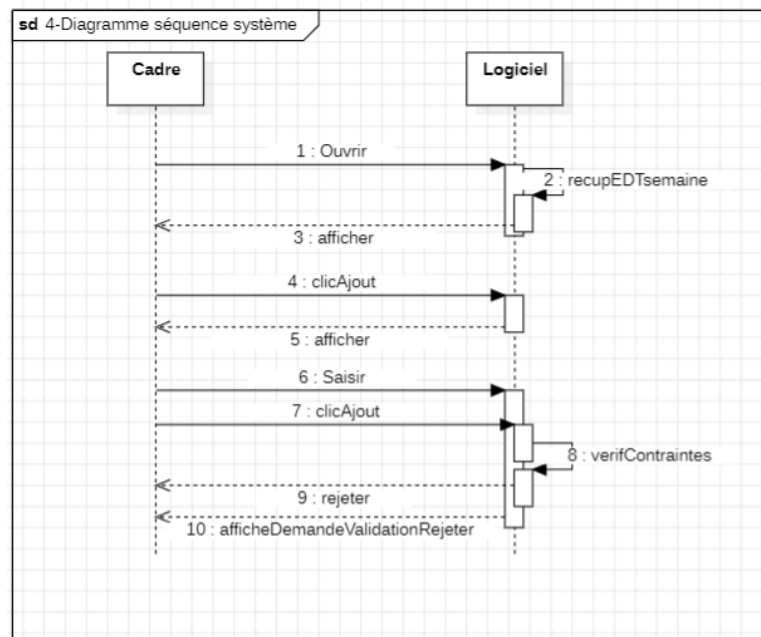 sd 4-Diagramme séquence système
Cadre
Logiciel
1 : Ouvrir
2 : recupEDTsemaine
3 : afficher
4 : clicAjout
5 : afficher
6 : Saisir
7 : clicAjout
8 : verifContraintes
9 : rejeter
10 : afficheDemandeValidationRejeter